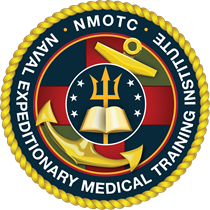 · NMOTC ·
NAVAL EXPEDITIONARY MEDICAL TRAINING INSTITUTE